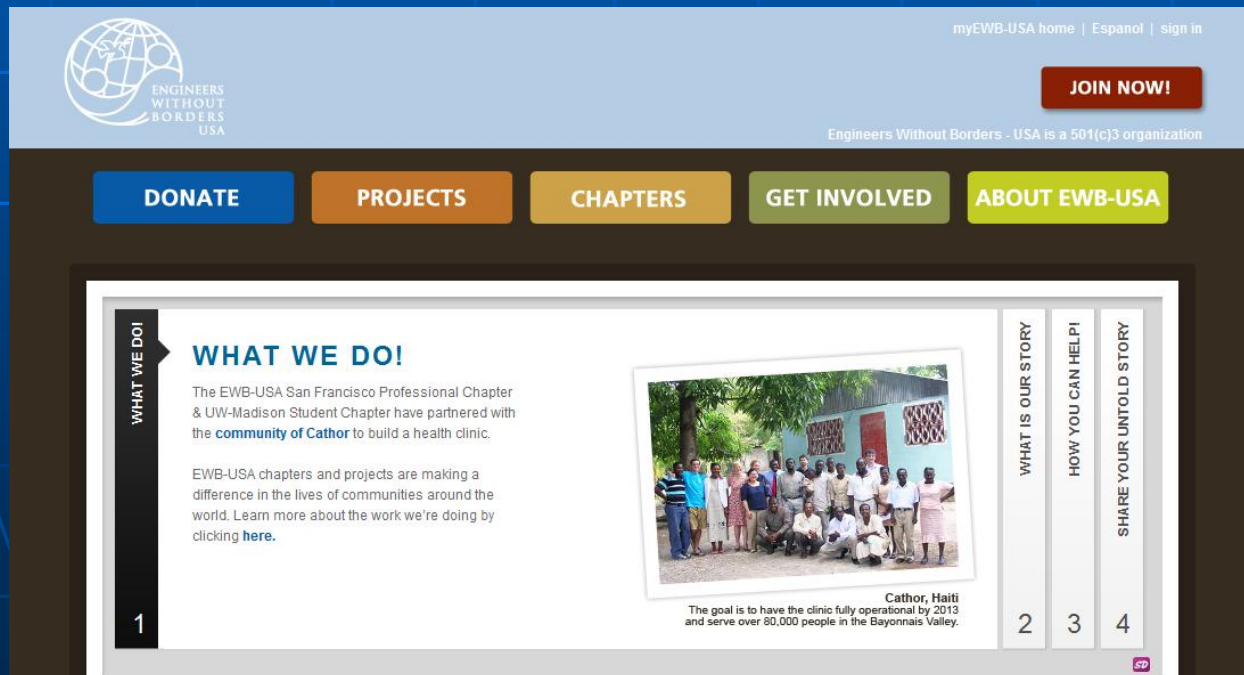 myEWB-USA home | Espanol | sign in
ENGINEERS
WITHOUT
BORDERS
USA
JOIN NOW!
Engineers Without Borders - USA is a 501(c)3 organization
DONATE
PROJECTS
CHAPTERS
GET INVOLVED
ABOUT EWB-USA
WHAT WE DO!
1
WHAT WE DO!
The EWB-USA San Francisco Professional Chapter
& UW-Madison Student Chapter have partnered with
the community of Cathor to build a health clinic.
EWB-USA chapters and projects are making a
difference in the lives of communities around the
world. Learn more about the work we're doing by
clicking here.
Cathor, Haiti
The goal is to have the clinic fully operational by 2013
and serve over 80,000 people in the Bayonnais Valley.
WHAT IS OUR STORY
2
HOW YOU CAN HELP!
3
SHARE YOUR UNTOLD STORY
4
SD